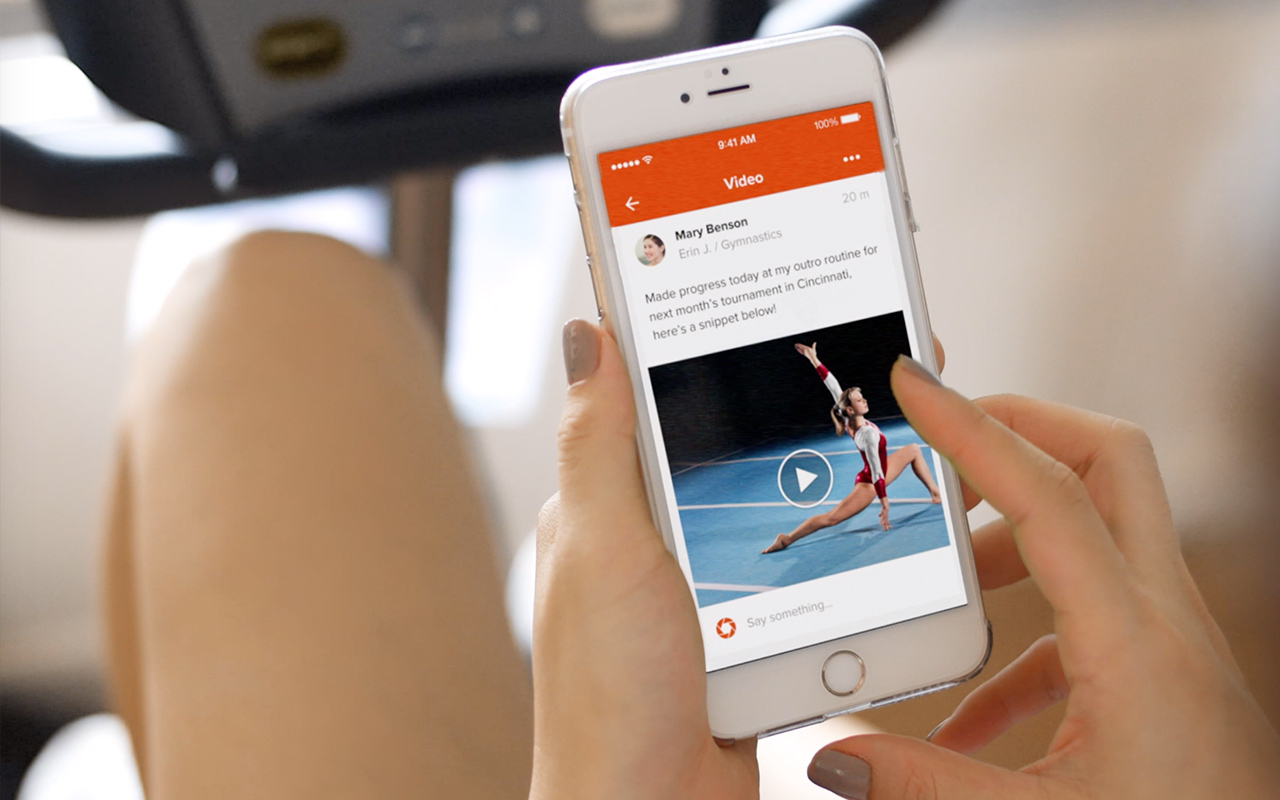 9:41 AM
100%
Video
Mary Benson
20 m
Erin J. / Gymnastics
Made progress today at my outro routine for
next month's tournament in Cincinnati,
here's a snippet below!
Say something...